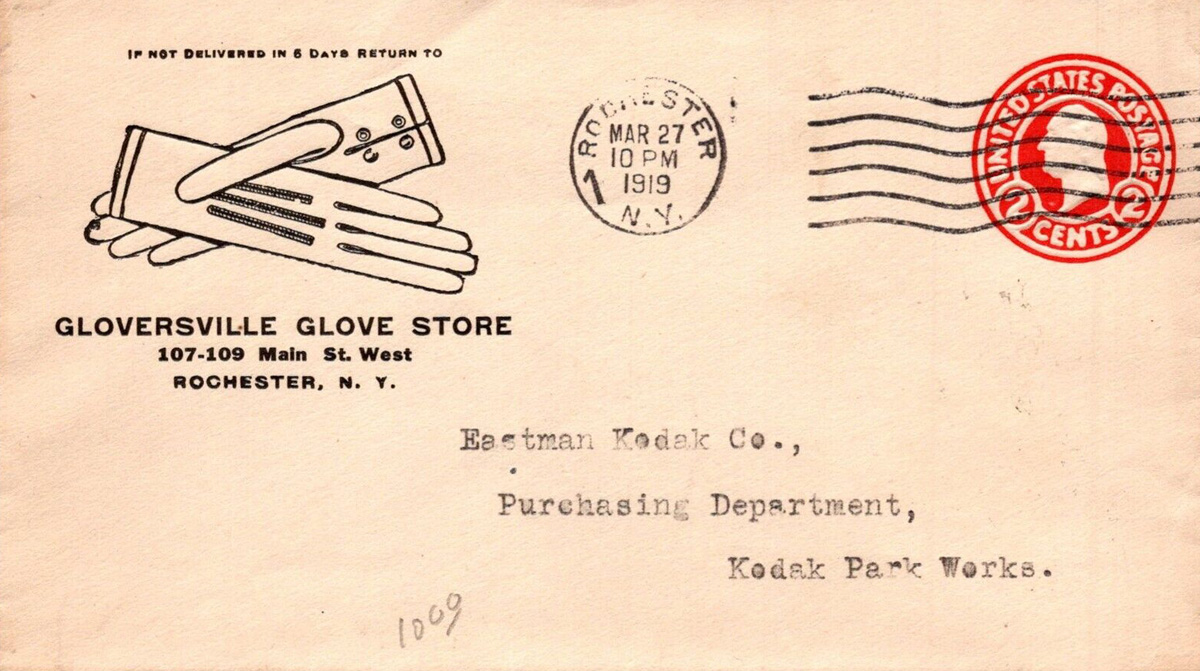 IF NOT DELIVERED IN 5 DAYS RETURN TO
GLOVERSVILLE GLOVE STORE
107-109 Main St. West
ROCHESTER, N. Y.
ROCHESTER
MAR 27
10 PM
1919
N.Y.
1
UNITED STATES POSTAGE
2 CENTS 2
Eastman Kodak Co.,
Purchasing Department,
Kodak Park Works.
1009